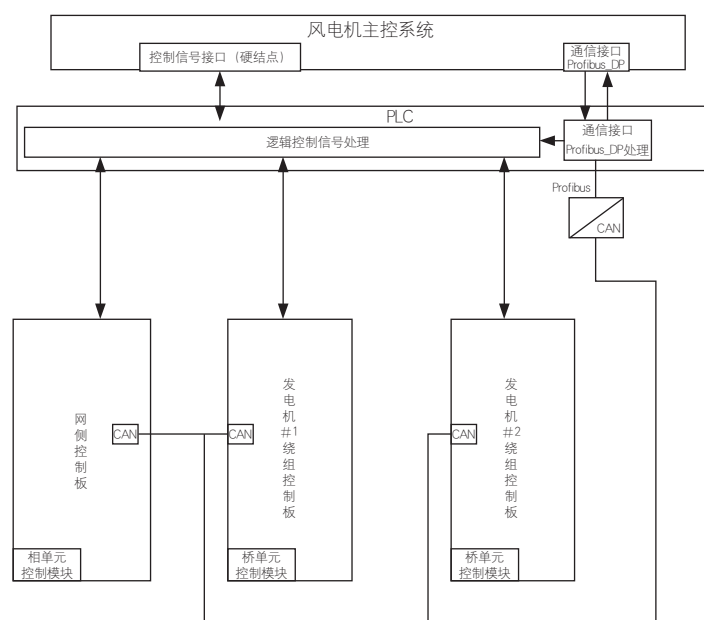 风电机主控系统
控制信号接口（硬结点）
通信接口
Profibus_DP
PLC
逻辑控制信号处理
通信接口
Profibus_DP处理
Profibus
CAN
网侧控制板
CAN
相单元
控制模块
发电机#1绕组控制板
CAN
桥单元
控制模块
发电机#2绕组控制板
CAN
桥单元
控制模块